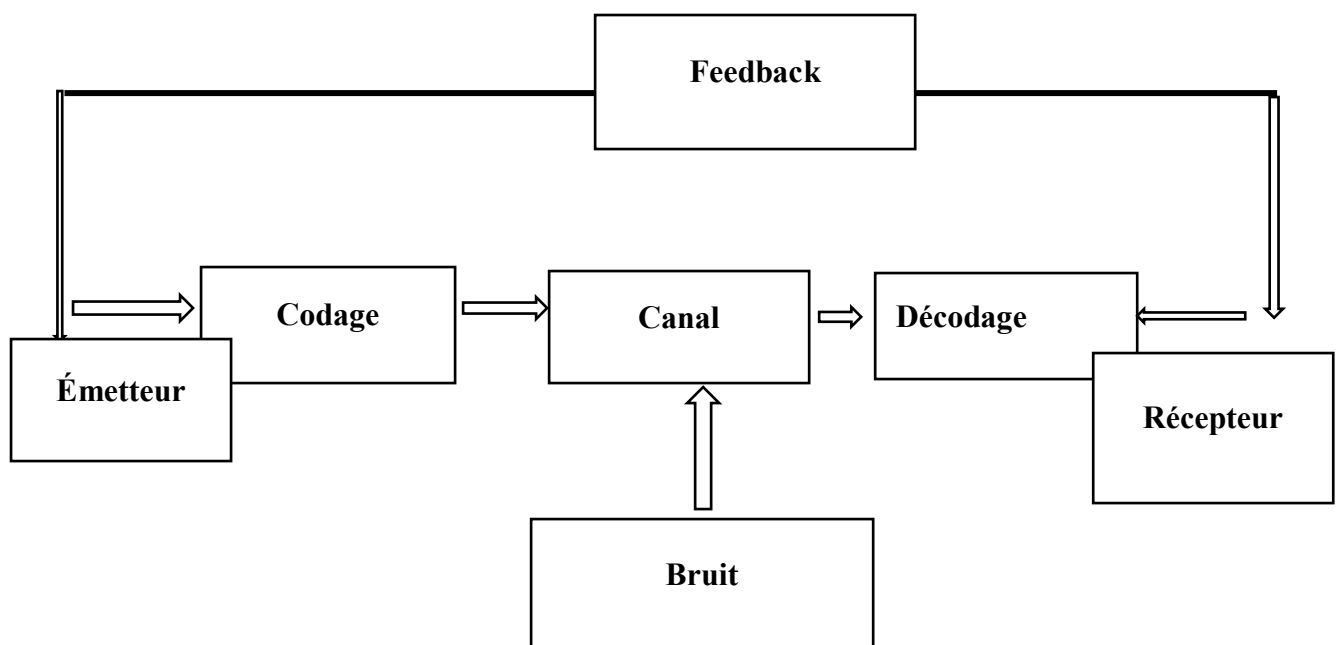 Feedback
Codage
Canal
Décodage
Émetteur
Récepteur
Bruit